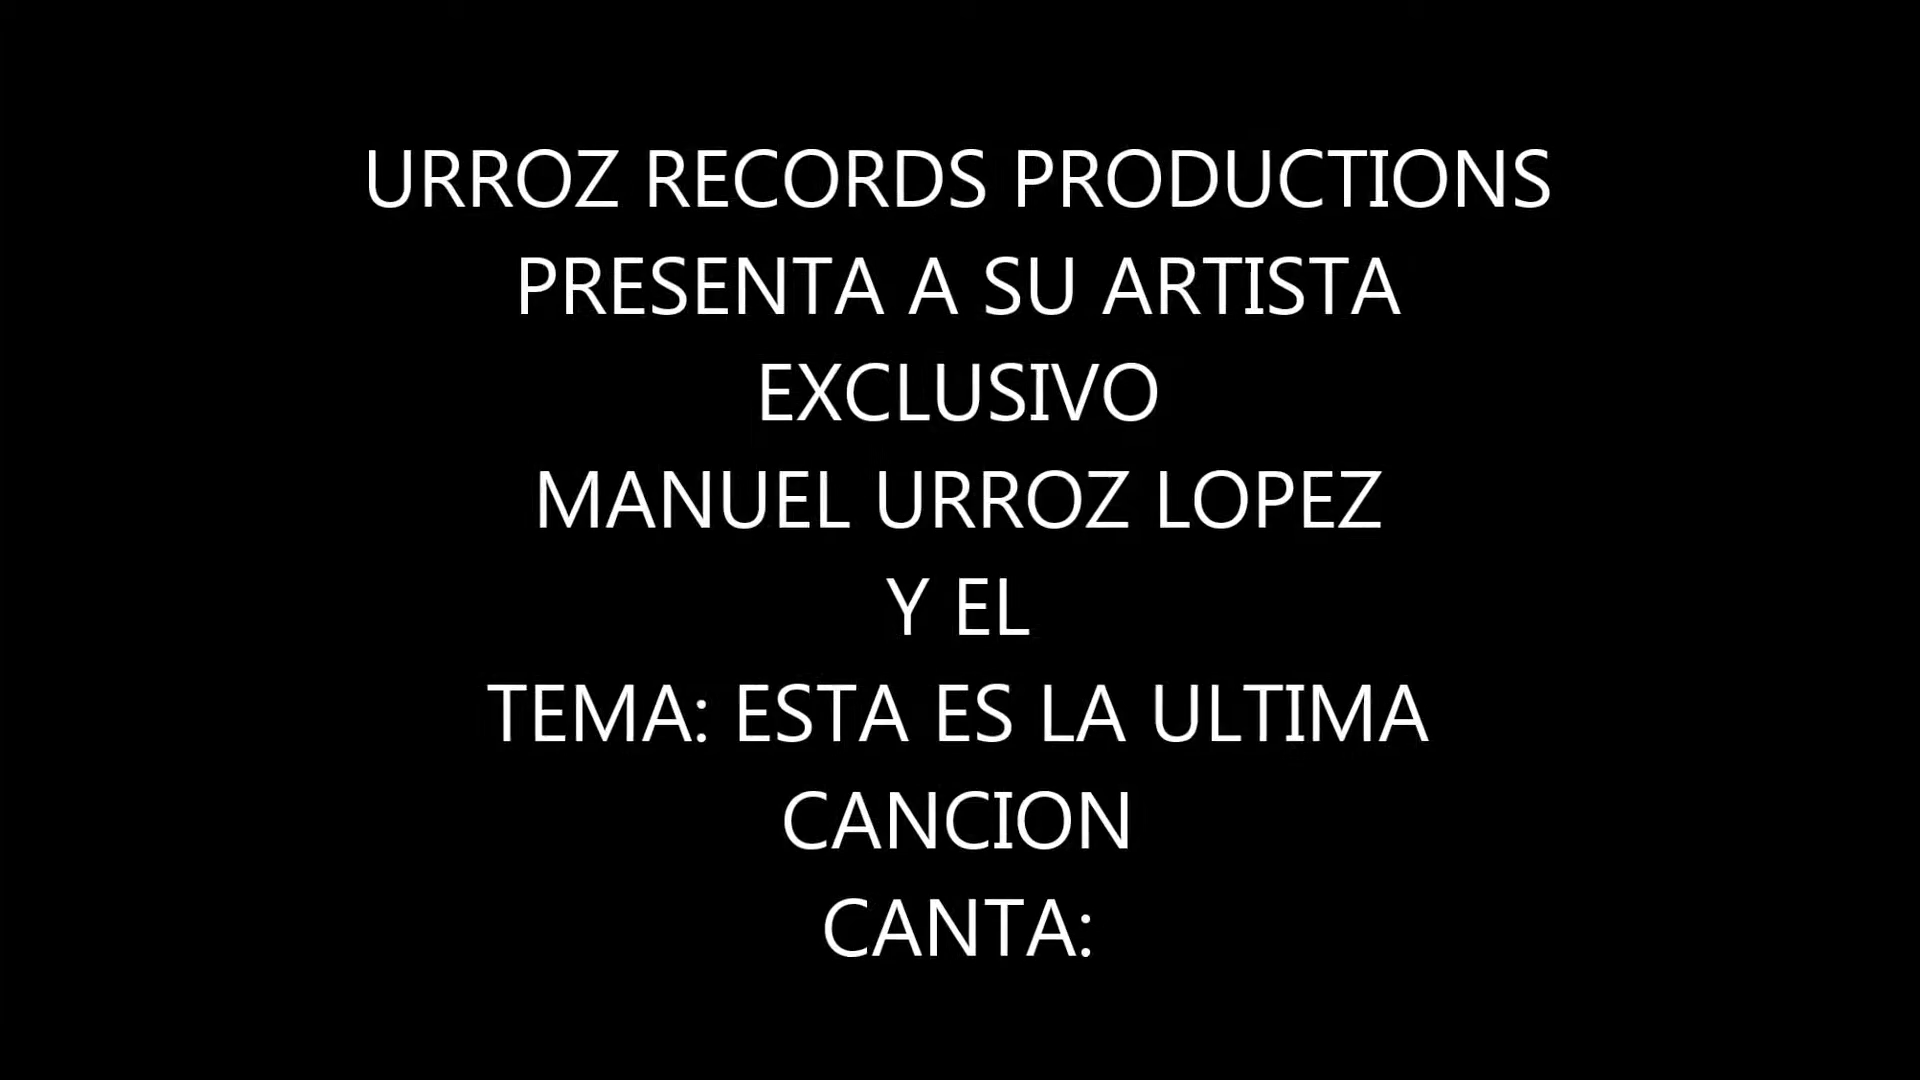 URROZ RECORDS PRODUCTIONS
PRESENTA A SU ARTISTA
EXCLUSIVO
MANUEL URROZ LOPEZ
Y EL
TEMA: ESTA ES LA ULTIMA
CANCION
CANTA: